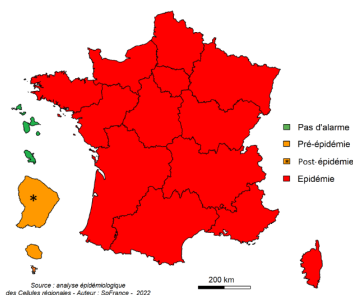 Pas d'alarme
Pré-épidémie
Post-épidémie
Epidémie
200 km
Source : analyse épidémiologique
des Cellules régionales - Auteur : SpFrance - 2022